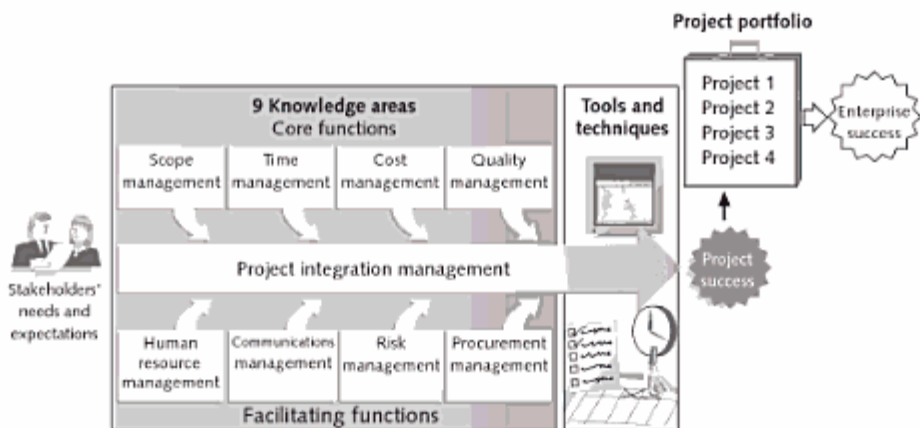 Project portfolio
Project 1
Project 2
Project 3
Project 4
Enterprise
success
9 Knowledge areas
Core functions
Tools and
techniques
Scope
management
Time
management
Cost
management
Quality
management
Stakeholders'
needs and
expectations
Project integration management
Project
success
Human
resource
management
Communications
management
Risk
management
Procurement
management
Facilitating functions